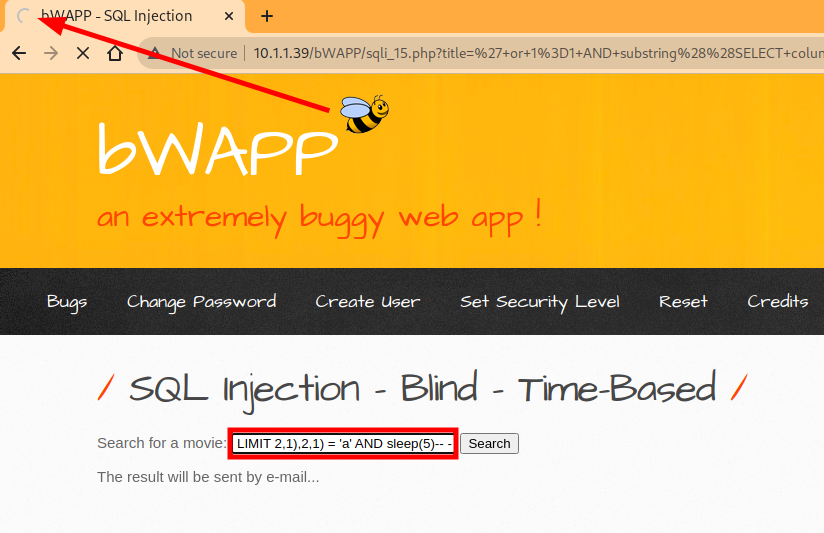 bWAPP - SQL Injection
Not secure 10.1.1.39/bWAPP/sqli_15.php?title=%27+or+1%3D1+AND+substring%28%28SELECT+colu
bWAPP
an extremely buggy web app !
Bugs Change Password Create User Set Security Level Reset Credits
/ SQL Injection - Blind - Time-Based /
Search for a movie: LIMIT 2,1),2,1) = 'a' AND sleep(5)-- - Search
The result will be sent by e-mail...